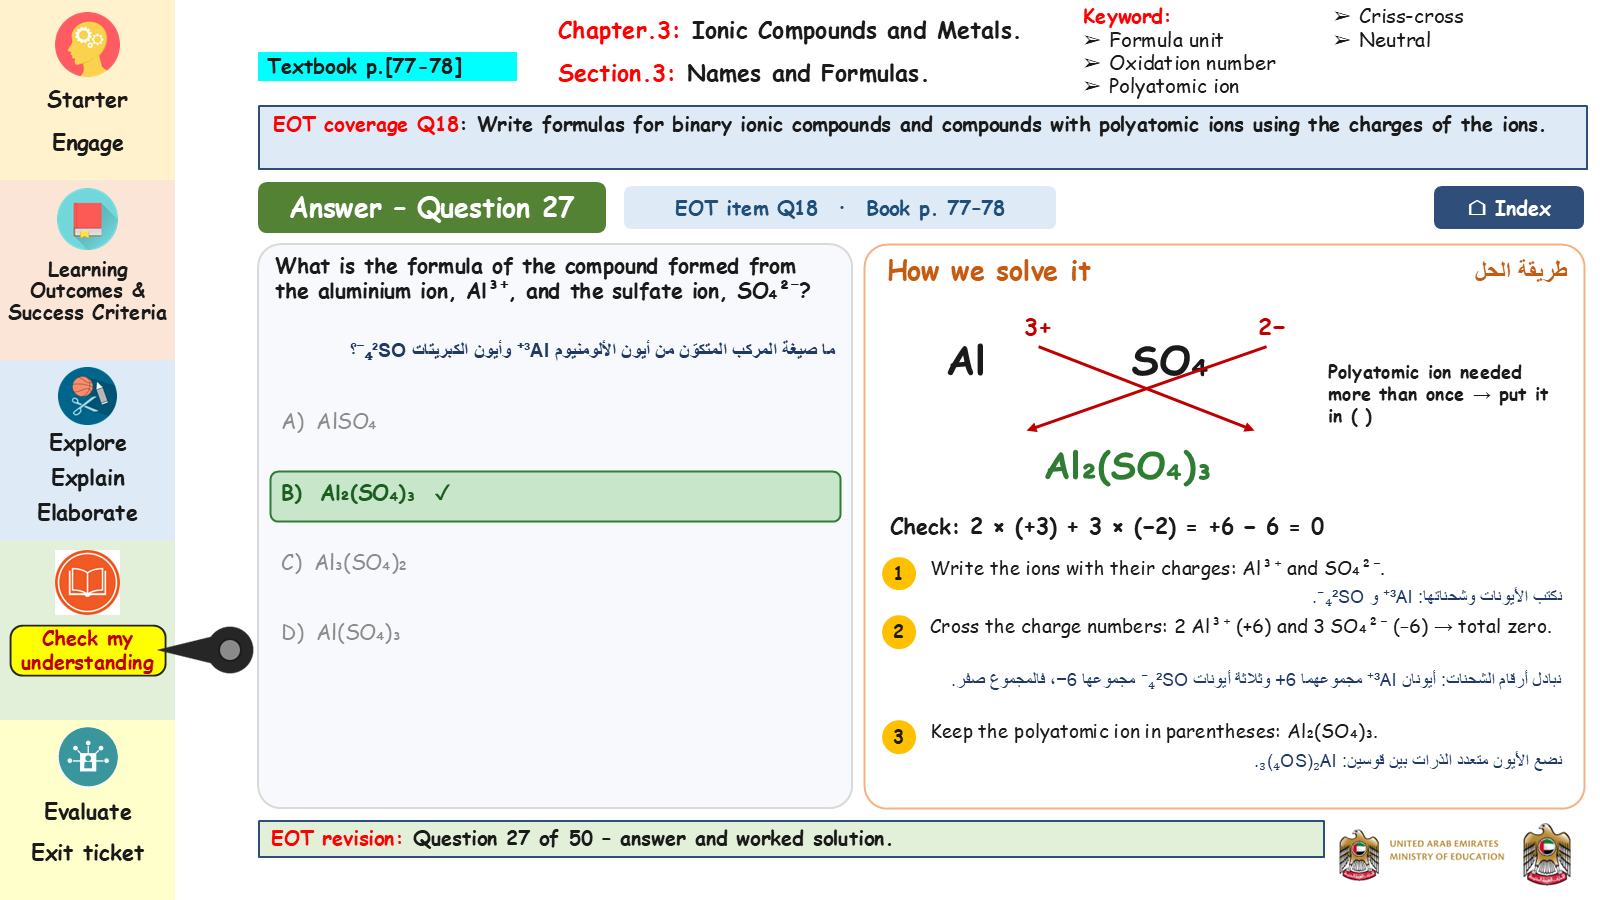 Starter
Engage
Learning
Outcomes &
Success Criteria
Explore
Explain
Elaborate
Check my
understanding
Evaluate
Exit ticket
Textbook p.[77-78]
Chapter.3: Ionic Compounds and Metals.
Section.3: Names and Formulas.
Keyword:
➢ Formula unit
➢ Oxidation number
➢ Polyatomic ion
➢ Criss-cross
➢ Neutral
EOT coverage Q18: Write formulas for binary ionic compounds and compounds with polyatomic ions using the charges of the ions.
Answer – Question 27
EOT item Q18 · Book p. 77–78
☖ Index
What is the formula of the compound formed from
the aluminium ion, Al³⁺, and the sulfate ion, SO₄²⁻?
ما صيغة المركب المتكوّن من أيون الألومنيوم Al³⁺ وأيون الكبريتات SO₄²⁻؟
A) AlSO₄
B) Al₂(SO₄)₃ ✓
C) Al₃(SO₄)₂
D) Al(SO₄)₃
How we solve it
طريقة الحل
3+
2−
Al
SO₄
Polyatomic ion needed
more than once → put it
in ( )
Al₂(SO₄)₃
Check: 2 × (+3) + 3 × (−2) = +6 − 6 = 0
1
Write the ions with their charges: Al³⁺ and SO₄²⁻.
نكتب الأيونات وشحناتها: Al³⁺ و SO₄²⁻.
2
Cross the charge numbers: 2 Al³⁺ (+6) and 3 SO₄²⁻ (−6) → total zero.
نبادل أرقام الشحنات: أيونان Al³⁺ مجموعهما 6+ وثلاثة أيونات SO₄²⁻ مجموعها 6−، فالمجموع صفر.
3
Keep the polyatomic ion in parentheses: Al₂(SO₄)₃.
نضع الأيون متعدد الذرات بين قوسين: Al₂(SO₄)₃.
EOT revision: Question 27 of 50 – answer and worked solution.
UNITED ARAB EMIRATES
MINISTRY OF EDUCATION